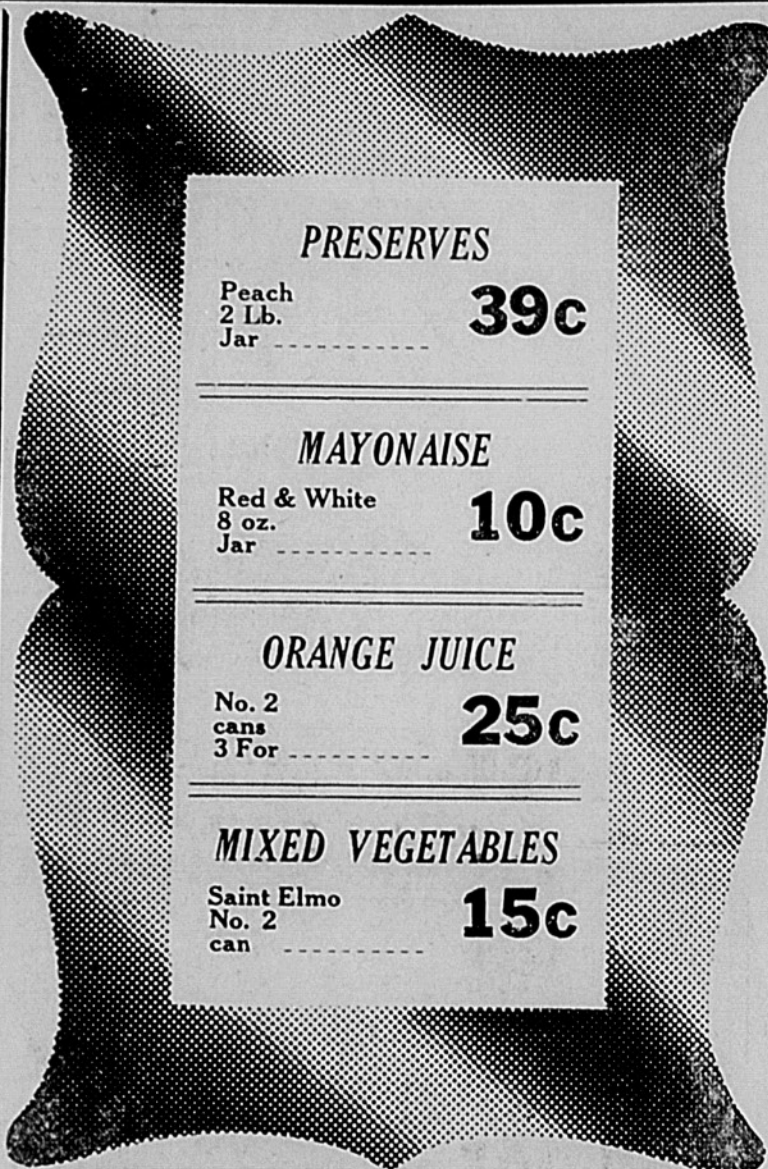 PRESERVES
Peach
2 Lb.
Jar ----------- 39c
MAYONAISE
Red & White
8 oz.
Jar ----------- 10c
ORANGE JUICE
No. 2
cans
3 For ---------- 25c
MIXED VEGETABLES
Saint Elmo
No. 2
can ---------- 15c